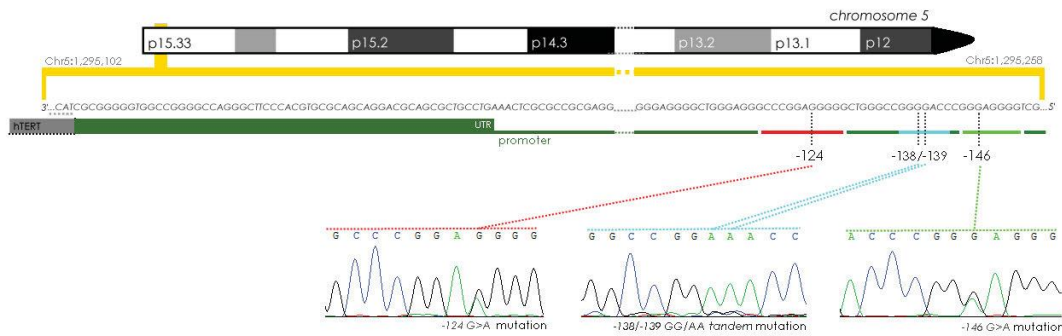 chromosome 5
p15.33 p15.2 p14.3 p13.2 p13.1 p12
Chr5:1,295,102 Chr5:1,295,258
3'...CATCGCGGGGGTGGCCGGGGCCAGGGCTTCCCACGTGCGCAGCAGGACGCAGCGCTGCCTGAAACTCGCGCCGCGAGG......GGGAGGGGCTGGGAGGGCCCGGAGGGGGCTGGGCCGGGGACCCGGGAGGGGGTCG...5'
hTERT UTR
promoter
-124 -138/-139 -146
G C C C G G A G G G G G G C C G G A A A C C A C C C G G G A G G G
-124 G>A mutation -138/-139 GG/AA tandem mutation -146 G>A mutation